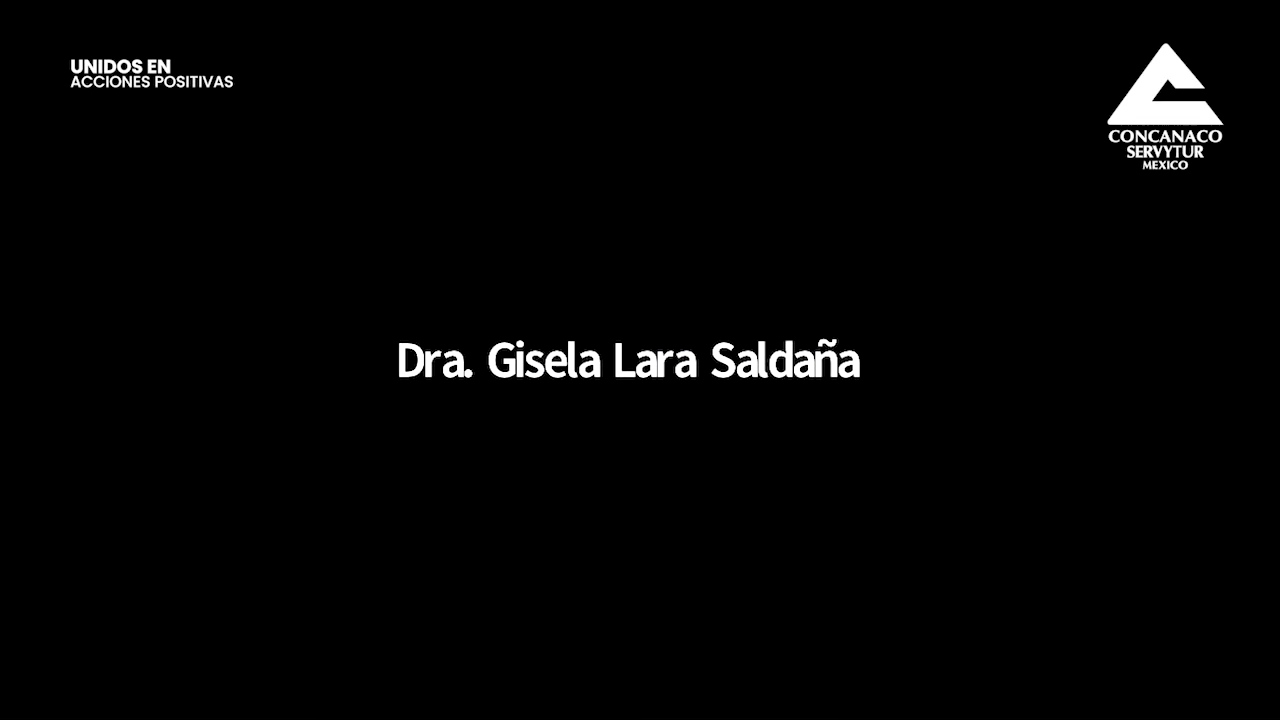 UNIDOS EN
ACCIONES POSITIVAS
CONCANACO
SERVYTUR
MEXICO
Dra. Gisela Lara Saldaña